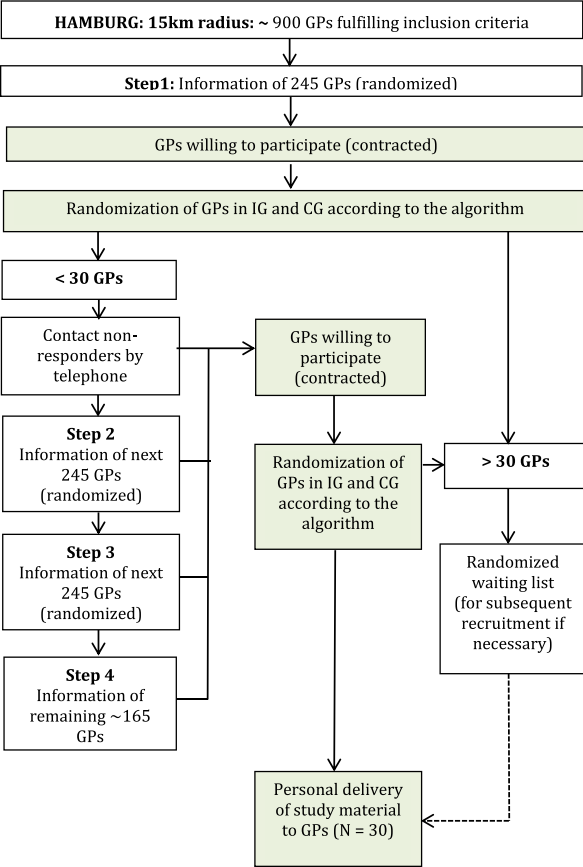 HAMBURG: 15km radius: ~ 900 GPs fulfilling inclusion criteria
Step1: Information of 245 GPs (randomized)
GPs willing to participate (contracted)
Randomization of GPs in IG and CG according to the algorithm
< 30 GPs
Contact non-
responders by
telephone
GPs willing to
participate
(contracted)
Step 2
Information of next
245 GPs
(randomized)
Randomization of
GPs in IG and CG
according to the
algorithm
> 30 GPs
Step 3
Information of next
245 GPs
(randomized)
Randomized
waiting list
(for subsequent
recruitment if
necessary)
Step 4
Information of
remaining ~165
GPs
Personal delivery
of study material
to GPs (N = 30)